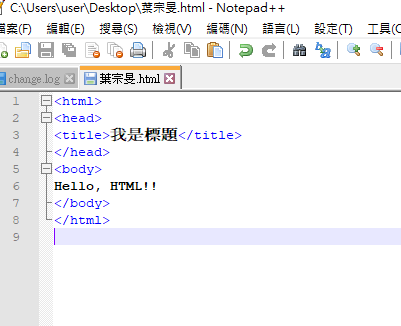 C:\Users\user\Desktop\葉宗旻.html - Notepad++
檔案(F) 編輯(E) 搜尋(S) 檢視(V) 編碼(N) 語言(L) 設定(T) 工具(O
change.log 葉宗旻.html
1 <html>
2 <head>
3 <title>我是標題</title>
4 </head>
5 <body>
6 Hello, HTML!!
7 </body>
8 </html>
9